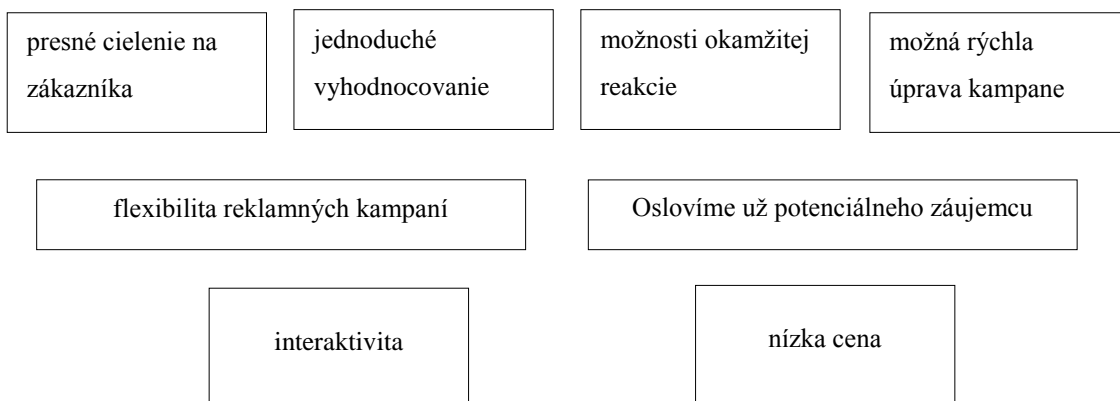 presné cielenie na
zákazníka
jednoduché
vyhodnocovanie
možnosti okamžitej
reakcie
možná rýchla
úprava kampane
flexibilita reklamných kampaní
Oslovíme už potenciálneho záujemcu
interaktivita
nízka cena